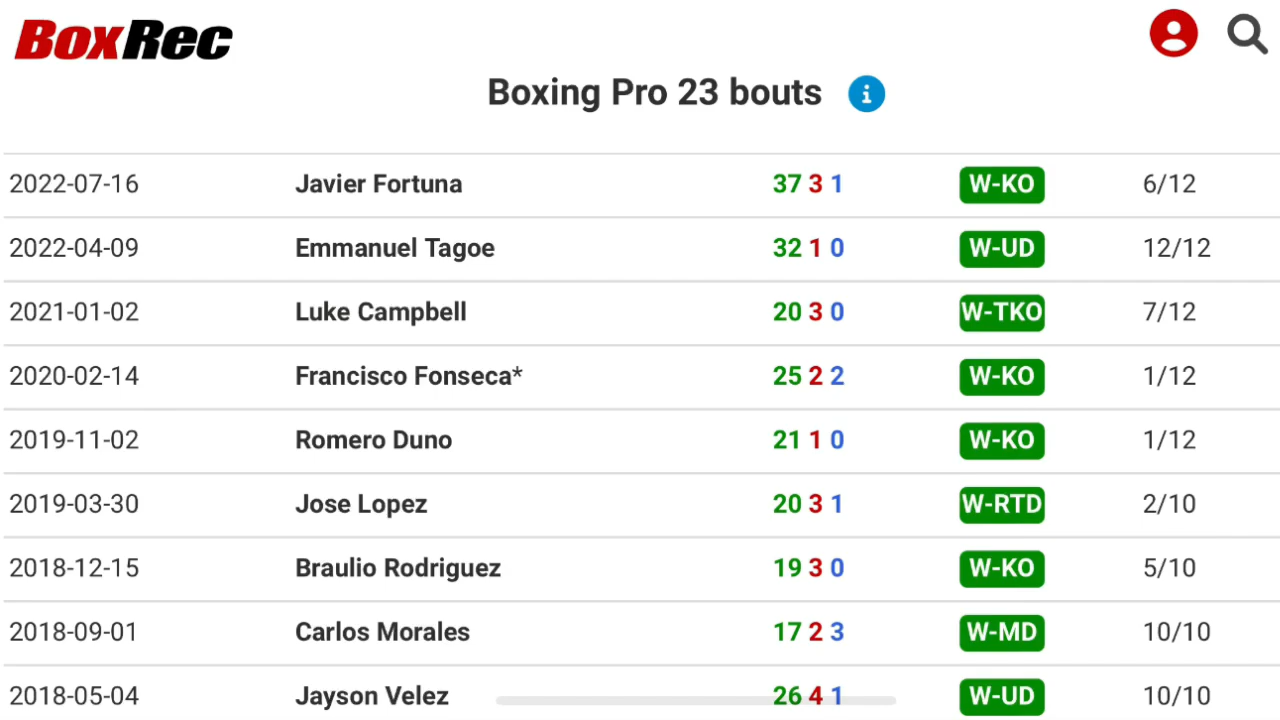 BoxRec
Boxing Pro 23 bouts i
2022-07-16 Javier Fortuna 37 3 1 W-KO 6/12
2022-04-09 Emmanuel Tagoe 32 1 0 W-UD 12/12
2021-01-02 Luke Campbell 20 3 0 W-TKO 7/12
2020-02-14 Francisco Fonseca* 25 2 2 W-KO 1/12
2019-11-02 Romero Duno 21 1 0 W-KO 1/12
2019-03-30 Jose Lopez 20 3 1 W-RTD 2/10
2018-12-15 Braulio Rodriguez 19 3 0 W-KO 5/10
2018-09-01 Carlos Morales 17 2 3 W-MD 10/10
2018-05-04 Jayson Velez 26 4 1 W-UD 10/10